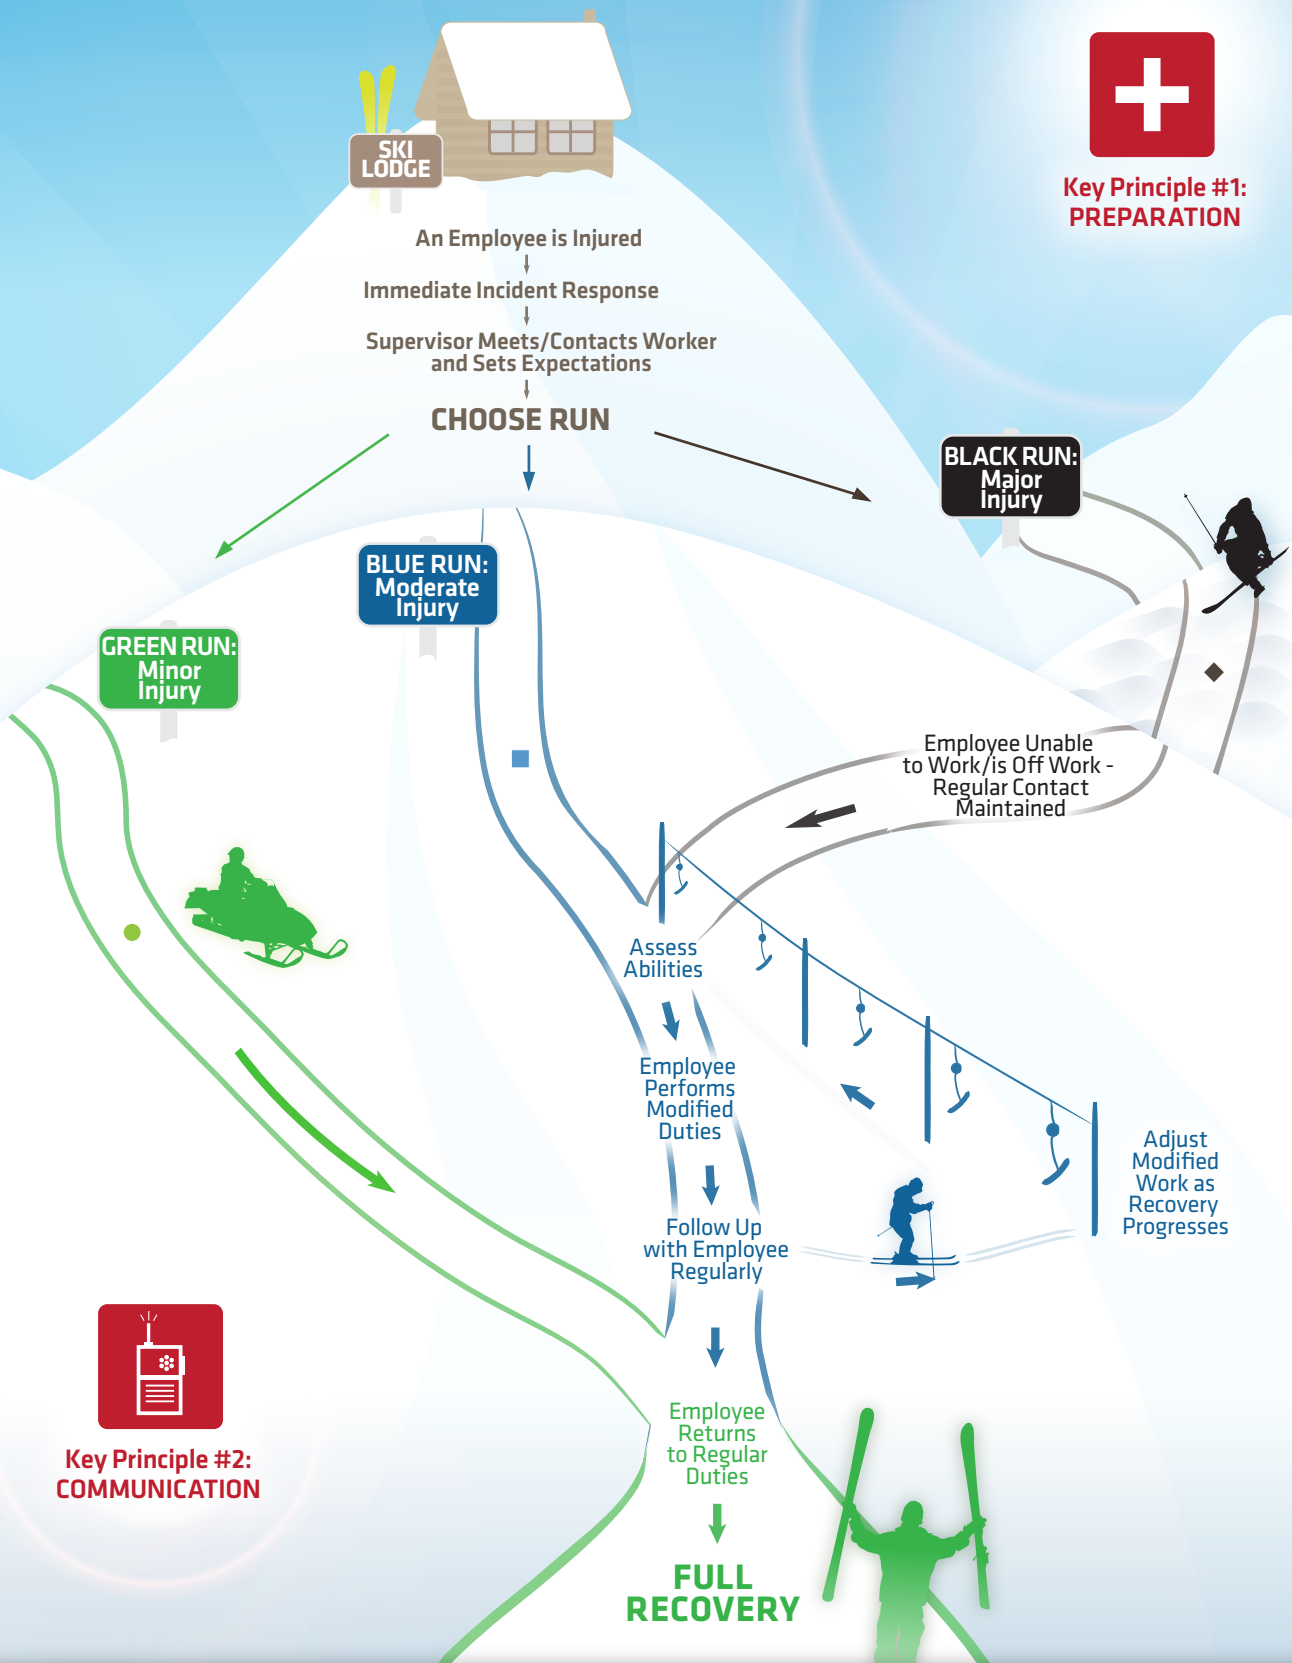 SKI
LODGE
Key Principle #1:
PREPARATION
An Employee is Injured
Immediate Incident Response
Supervisor Meets/Contacts Worker
and Sets Expectations
CHOOSE RUN
BLACK RUN:
Major
Injury
BLUE RUN:
Moderate
Injury
GREEN RUN:
Minor
Injury
Employee Unable
to Work/is Off Work -
Regular Contact
Maintained
Assess
Abilities
Employee
Performs
Modified
Duties
Adjust
Modified
Work as
Recovery
Progresses
Follow Up
with Employee
Regularly
Key Principle #2:
COMMUNICATION
Employee
Returns
to Regular
Duties
FULL
RECOVERY